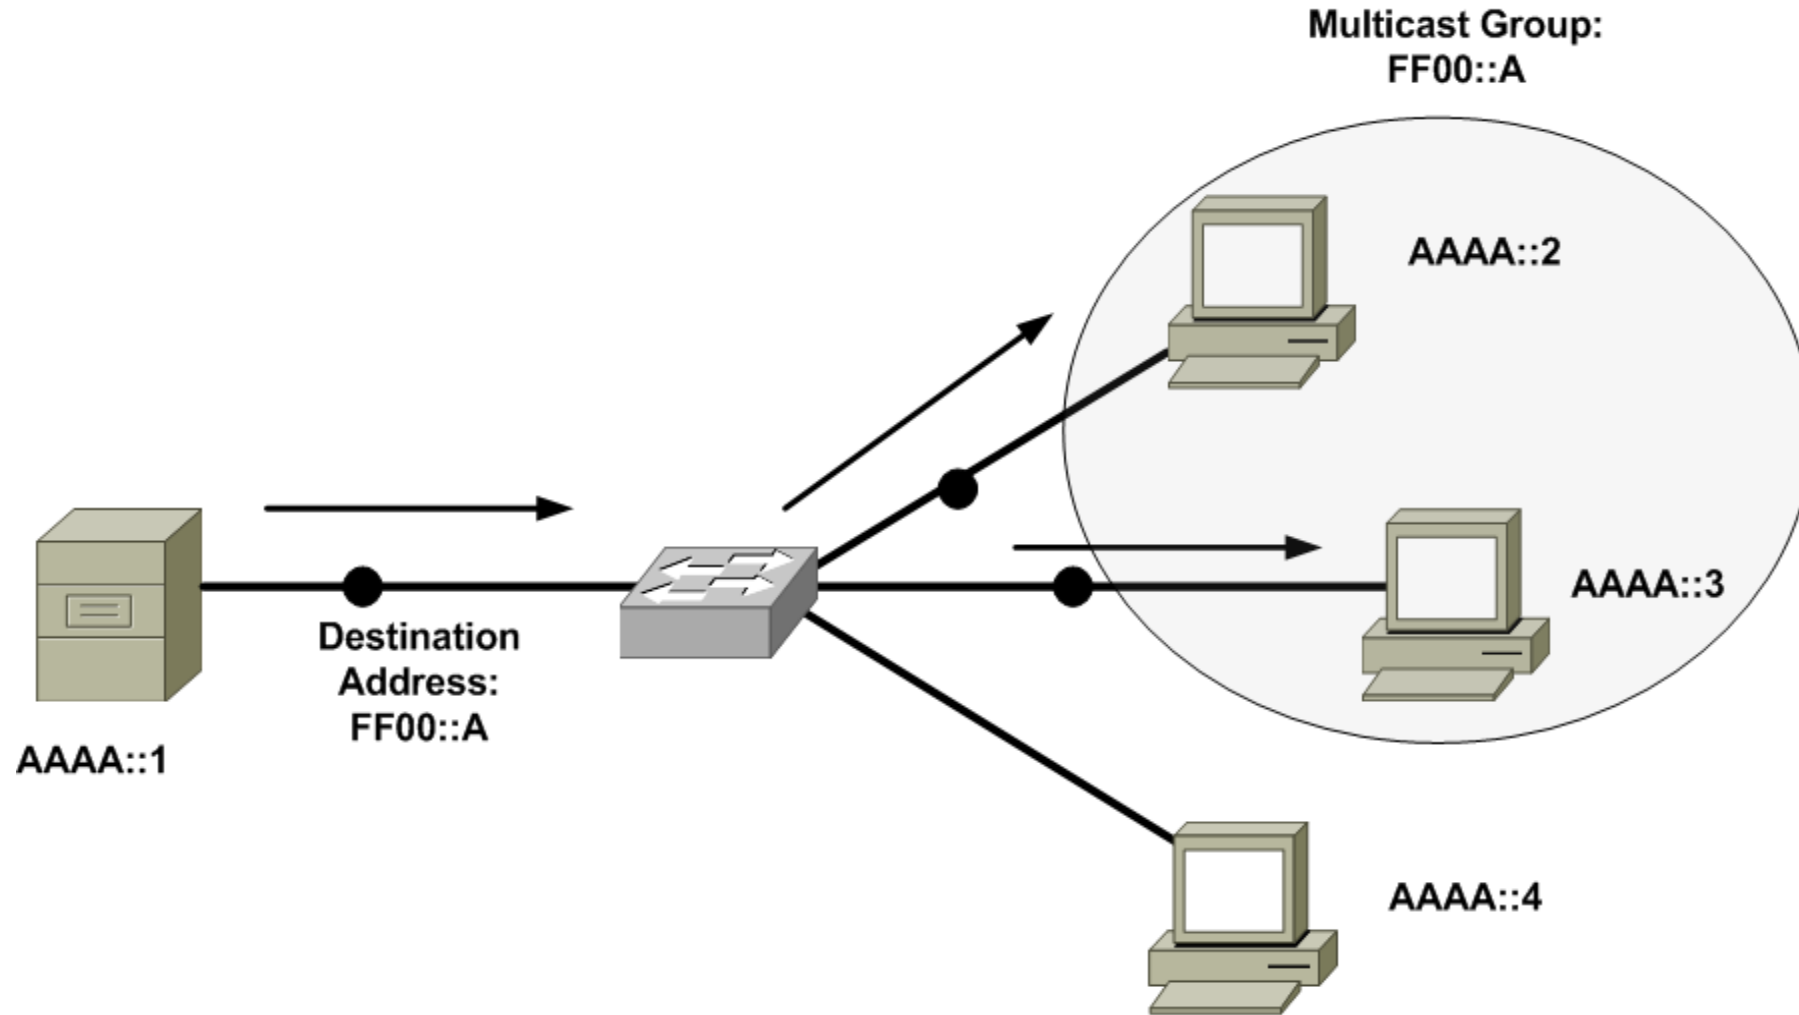 Multicast Group:
FF00::A
AAAA::2
AAAA::3
Destination
Address:
FF00::A
AAAA::1
AAAA::4